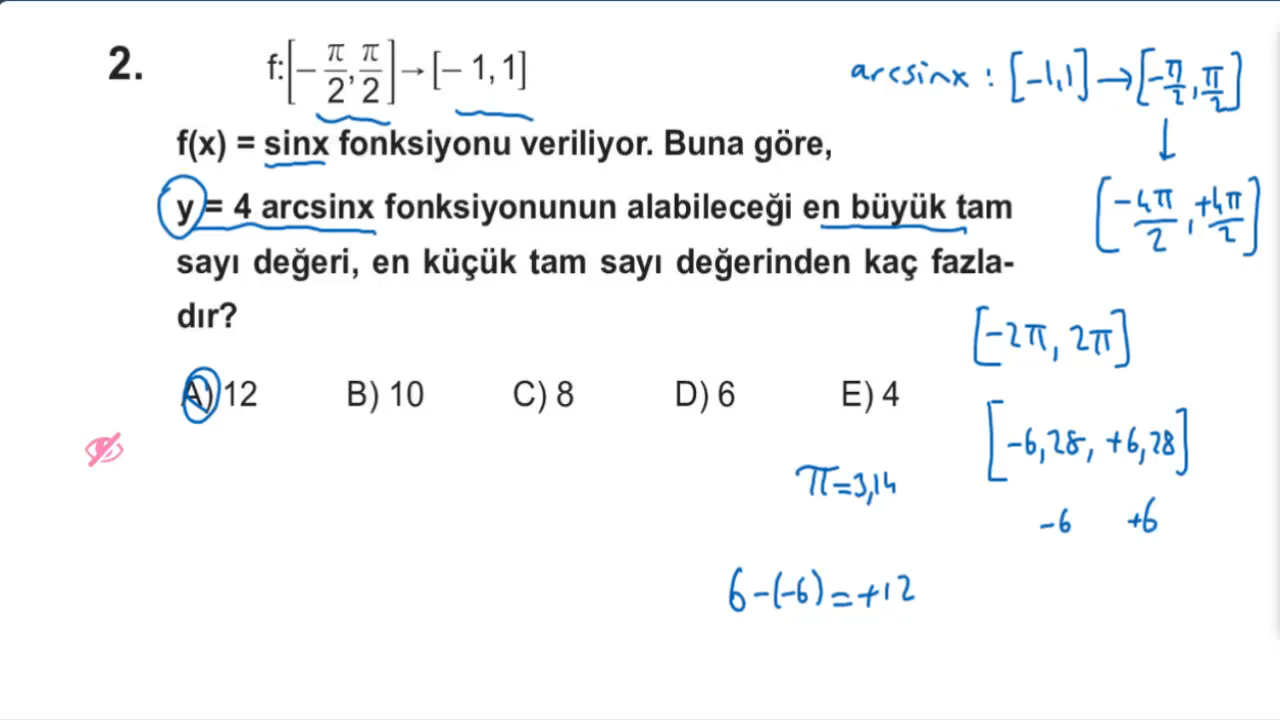 2. f:[-π/2, π/2] → [- 1, 1]
f(x) = sinx fonksiyonu veriliyor. Buna göre,
y = 4 arcsinx fonksiyonunun alabileceği en büyük tam
sayı değeri, en küçük tam sayı değerinden kaç fazla-
dır?
A) 12 B) 10 C) 8 D) 6 E) 4
arcsinx : [-1,1] → [-π/2, π/2]
↓
[-4π/2, +4π/2]
[-2π, 2π]
[-6,28, +6,28]
π=3,14
-6 +6
6-(-6)=+12